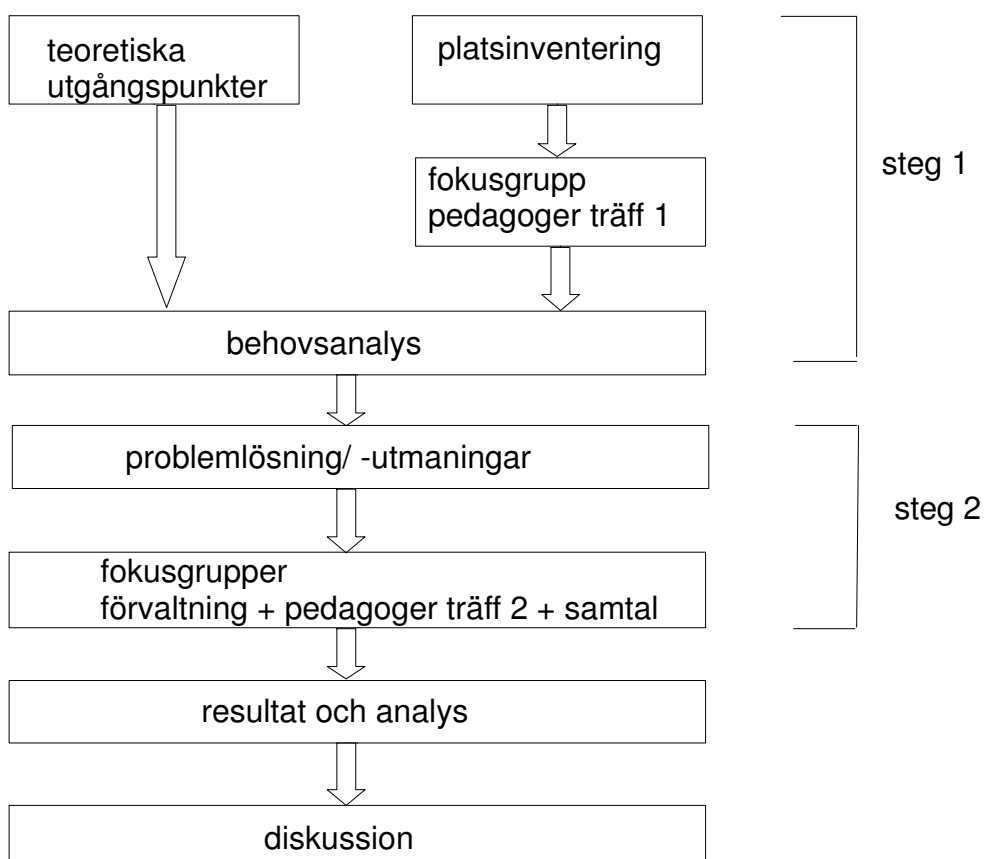 teoretiska
utgångspunkter
platsinventering
fokusgrupp
pedagoger träff 1
steg 1
behovsanalys
problemlösning/ -utmaningar
steg 2
fokusgrupper
förvaltning + pedagoger träff 2 + samtal
resultat och analys
diskussion